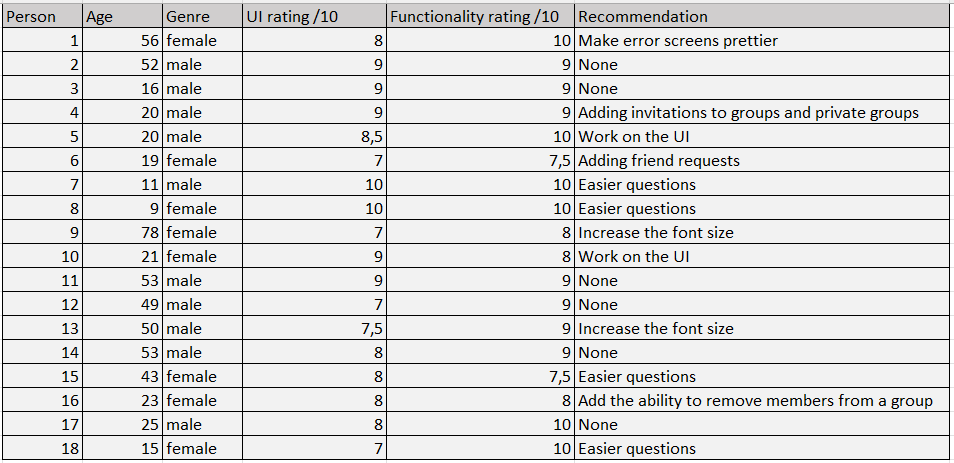 Person Age Genre UI rating /10 Functionality rating /10 Recommendation
1 56 female 8 10 Make error screens prettier
2 52 male 9 9 None
3 16 male 9 9 None
4 20 male 9 9 Adding invitations to groups and private groups
5 20 male 8,5 10 Work on the UI
6 19 female 7 7,5 Adding friend requests
7 11 male 10 10 Easier questions
8 9 female 10 10 Easier questions
9 78 female 7 8 Increase the font size
10 21 female 9 8 Work on the UI
11 53 male 9 9 None
12 49 male 7 9 None
13 50 male 7,5 9 Increase the font size
14 53 male 8 9 None
15 43 female 8 7,5 Easier questions
16 23 female 8 8 Add the ability to remove members from a group
17 25 male 8 10 None
18 15 female 7 10 Easier questions